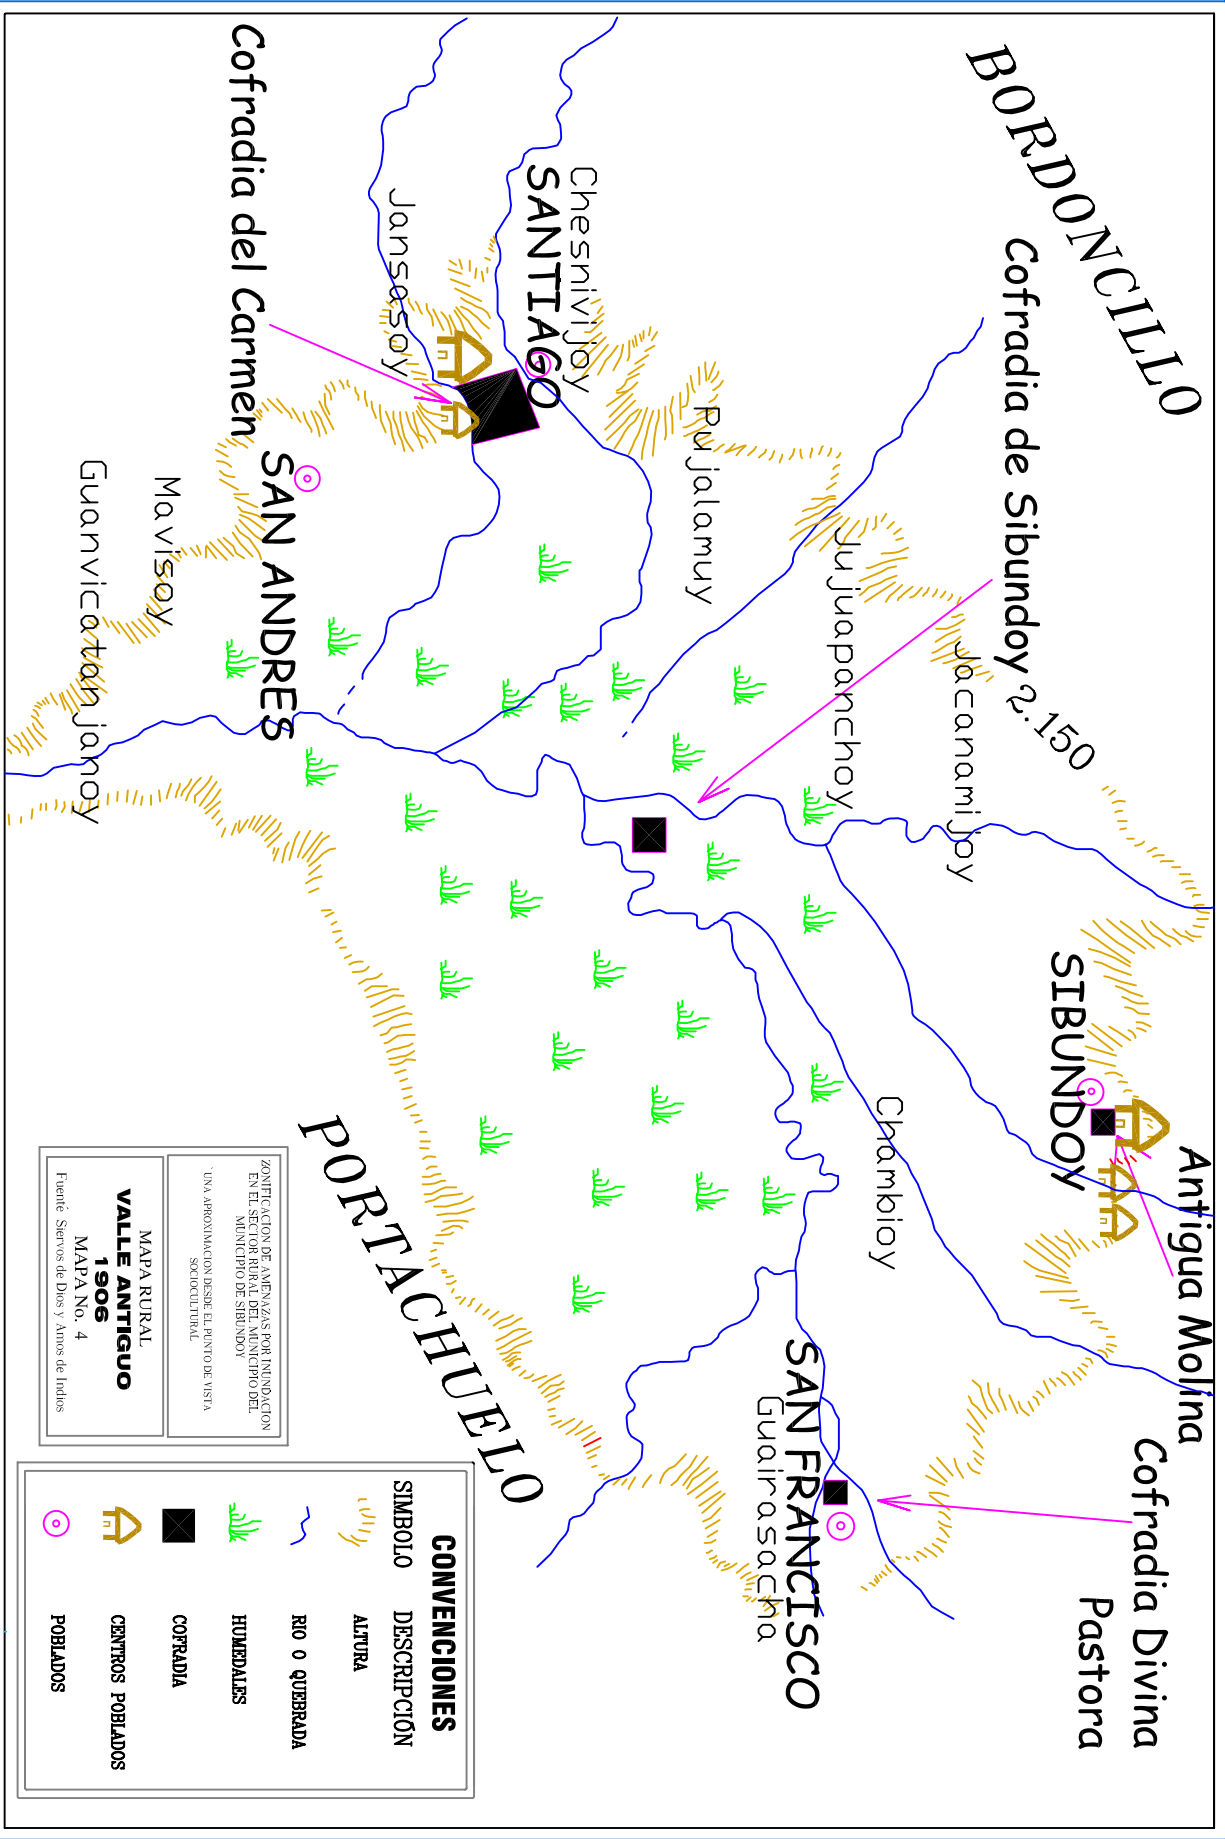 BORDONCILLO
Cofradia de Sibundoy
2.150
Antigua Molina
Cofradia Divina
Pastora
SIBUNDOY
Jacanamijoy
Jujuapanchoy
Chambioy
Pujalamuy
Chesnivijoy
SANTIAGO
SAN FRANCISCO
Guairasacha
Jansasoy
Cofradia del Carmen
SAN ANDRES
Mavisoy
Guanvicatanjanoy
PORTACHUELO
ZONIFICACION DE AMENAZAS POR INUNDACION
EN EL SECTOR RURAL DEL MUNICIPIO DEL
MUNICIPIO DE SIBUNDOY
`UNA APROXIMACION DESDE EL PUNTO DE VISTA
SOCIOCULTURAL
MAPA RURAL
VALLE ANTIGUO
1906
MAPA No. 4
Fuente Siervos de Dios y Amos de Indios
CONVENCIONES
SIMBOLO DESCRIPCIÓN
ALTURA
RIO O QUEBRADA
HUMEDALES
COFRADIA
CENTROS POBLADOS
POBLADOS